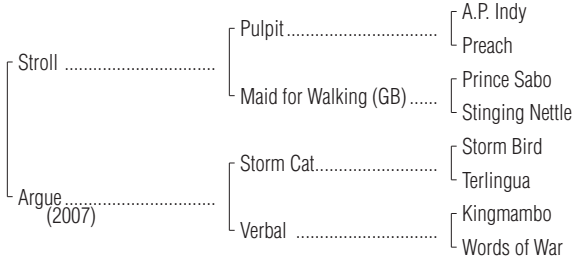 A.P. Indy
Pulpit..................................
Preach
Stroll ................................
Prince Sabo
Maid for Walking (GB) ......
Stinging Nettle
Storm Bird
Storm Cat...........................
Terlingua
Argue.................................
(2007)
Kingmambo
Verbal ...............................
Words of War